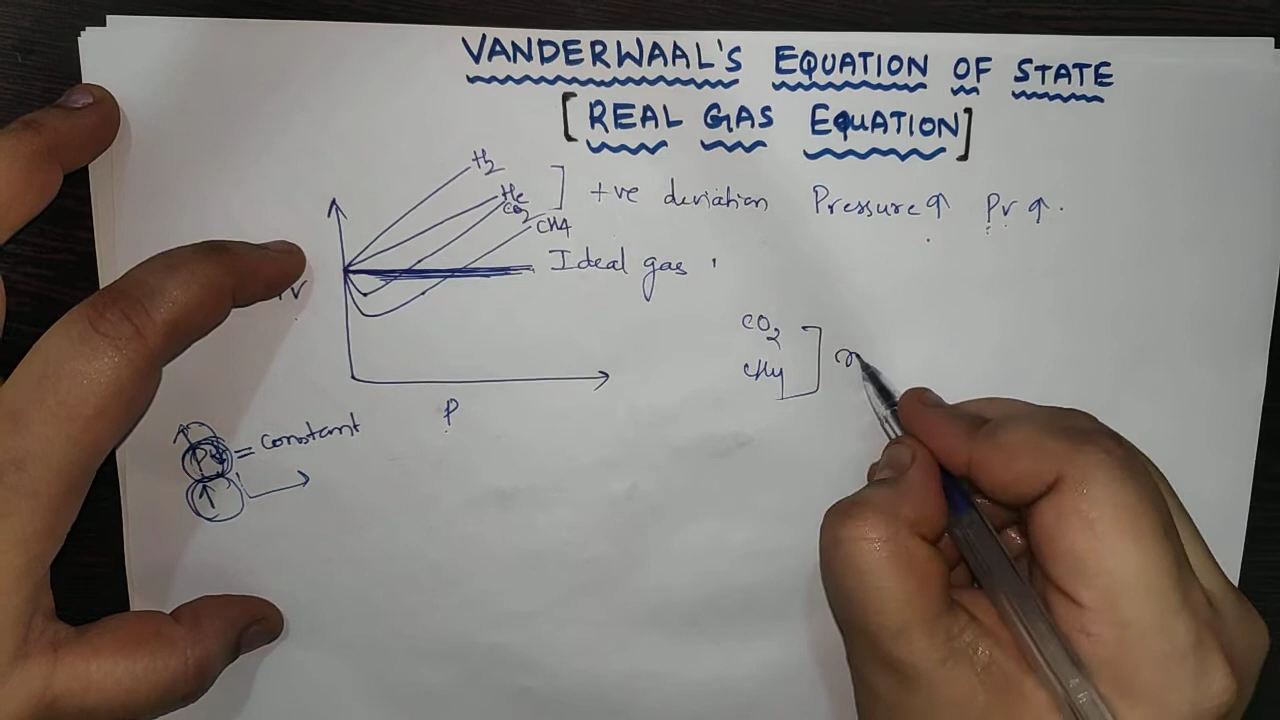 VANDERWAAL'S EQUATION OF STATE
[REAL GAS EQUATION]
H2
He
CO2
CH4
+ve deviation Pressure↑ PV↑.
Ideal gas
CO2
CH4
P
= constant